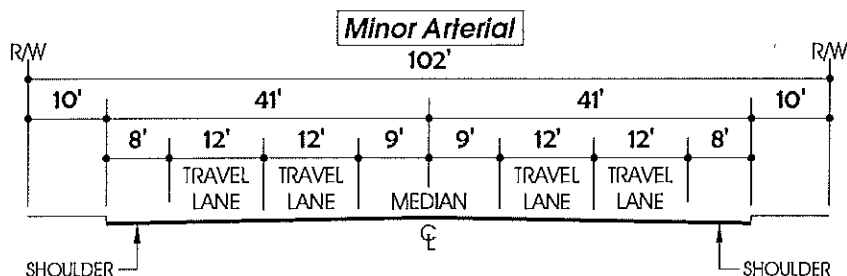 Minor Arterial
R/W 102' R/W
10' 41' 41' 10'
8' 12' 12' 9' 9' 12' 12' 8'
TRAVEL LANE TRAVEL LANE MEDIAN TRAVEL LANE TRAVEL LANE
℄
SHOULDER SHOULDER